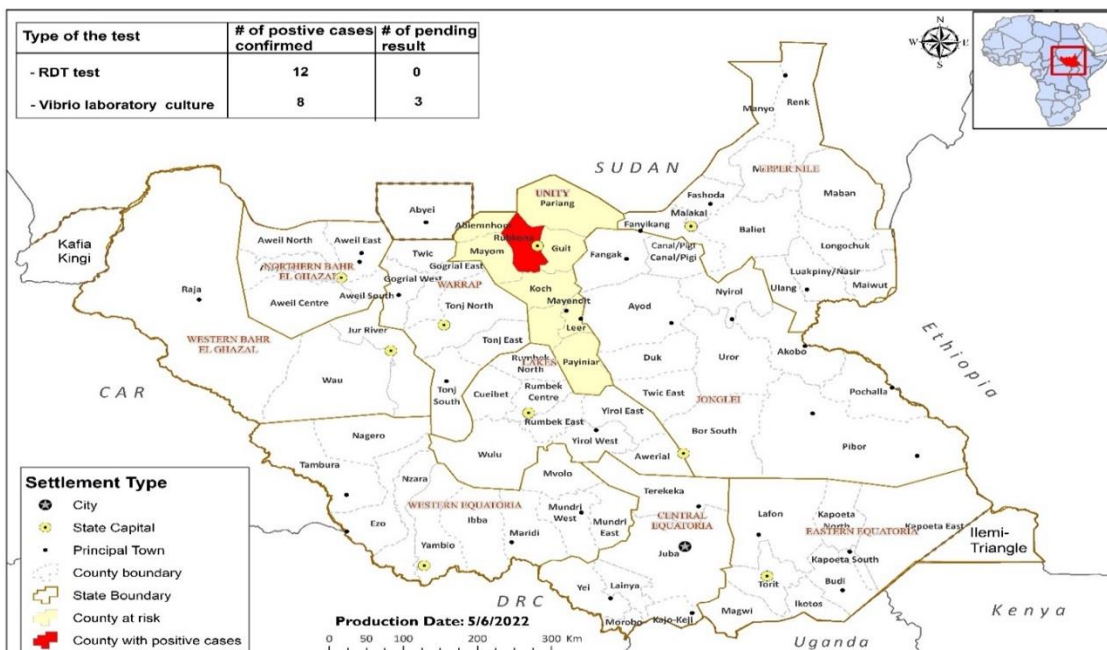 Type of the test
# of postive cases confirmed
# of pending result
- RDT test
12
0
- Vibrio laboratory culture
8
3
N
W
E
S
SUDAN
Manyo
Renk
UPPER NILE
Maban
Fashoda
Malakal
Fanyikang
Baliet
Longochuk
Canal/Pigi
Canal/Pigi
Luakpiny/Nasir
Ulang
Maiwut
UNITY
Pariang
Abiemnhom
Rubkona
Mayom
Guit
Koch
Mayendit
Leer
Payiniar
Abyei
Kafia
Kingi
Raja
Aweil North
Aweil East
NORTHERN BAHR
EL GHAZAL
Aweil Centre
Aweil South
Twic
Gogrial East
Gogrial West
WARRAP
Tonj North
Tonj East
Tonj
South
Jur River
WESTERN BAHR
EL GHAZAL
Wau
CAR
Rumbek
North
LAKES
Cueibet
Rumbek
Centre
Rumbek East
Yirol East
Yirol West
Awerial
Wulu
Fangak
Ayod
Nyirol
Duk
Uror
Akobo
Twic East
JONGLEI
Bor South
Pochalla
Pibor
Ethiopia
Nagero
Tambura
Nzara
Ezo
Yambio
WESTERN EQUATORIA
Ibba
Maridi
Mvolo
Mundri
West
Mundri
East
Terekeka
CENTRAL
EQUATORIA
Juba
Yei
Lainya
Morobo
Kajo-Keji
Lafon
Kapoeta
North
EASTERN EQUATORIA
Kapoeta East
Kapoeta South
Torit
Budi
Ikotos
Magwi
Ilemi-
Triangle
DRC
Uganda
Kenya
Settlement Type
City
State Capital
Principal Town
County boundary
State Boundary
County at risk
County with positive cases
Production Date: 5/6/2022
0 25 50 100 200 300 Km